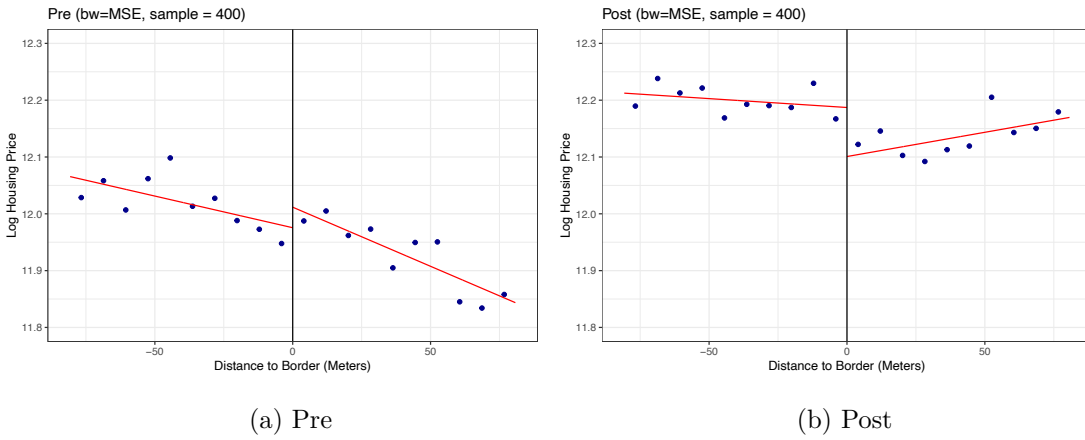 Pre (bw=MSE, sample = 400)
12.3
12.2
12.1
12.0
11.9
11.8
Log Housing Price
−50
0
50
Distance to Border (Meters)
(a) Pre
Post (bw=MSE, sample = 400)
12.3
12.2
12.1
12.0
11.9
11.8
Log Housing Price
−50
0
50
Distance to Border (Meters)
(b) Post